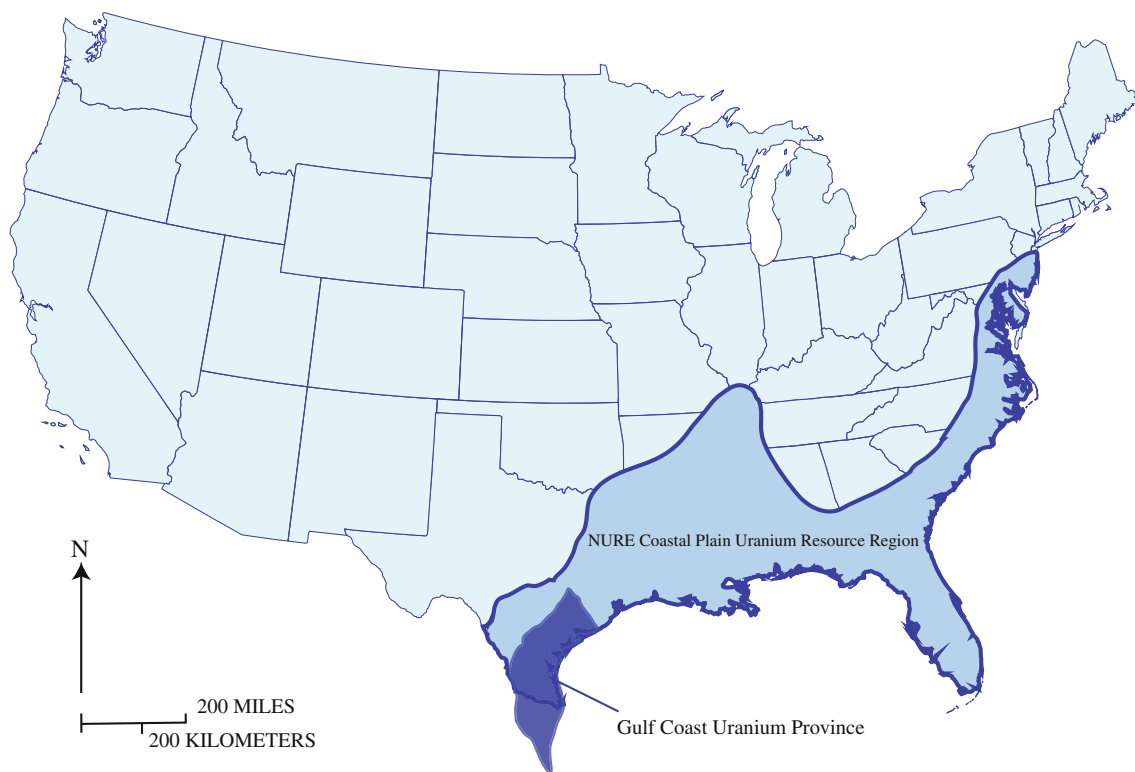 NURE Coastal Plain Uranium Resource Region
N
200 MILES
200 KILOMETERS
Gulf Coast Uranium Province